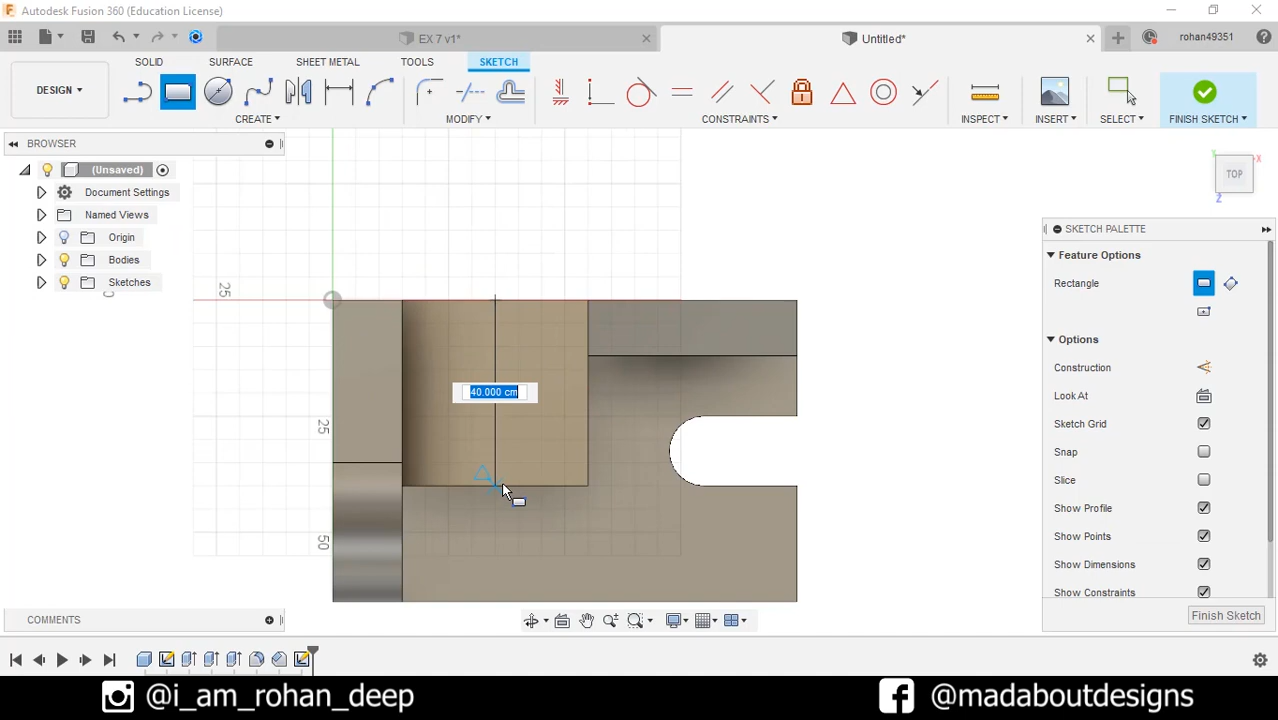 Autodesk Fusion 360 (Education License)
EX 7 v1*
Untitled*
rohan49351
DESIGN
SOLID
SURFACE
SHEET METAL
TOOLS
SKETCH
CREATE
MODIFY
CONSTRAINTS
INSPECT
INSERT
SELECT
FINISH SKETCH
BROWSER
(Unsaved)
Document Settings
Named Views
Origin
Bodies
Sketches
25
25
50
40.000 cm
TOP
X
Y
Z
SKETCH PALETTE
Feature Options
Rectangle
Options
Construction
Look At
Sketch Grid
Snap
Slice
Show Profile
Show Points
Show Dimensions
Show Constraints
Finish Sketch
COMMENTS
@i_am_rohan_deep
@madaboutdesigns